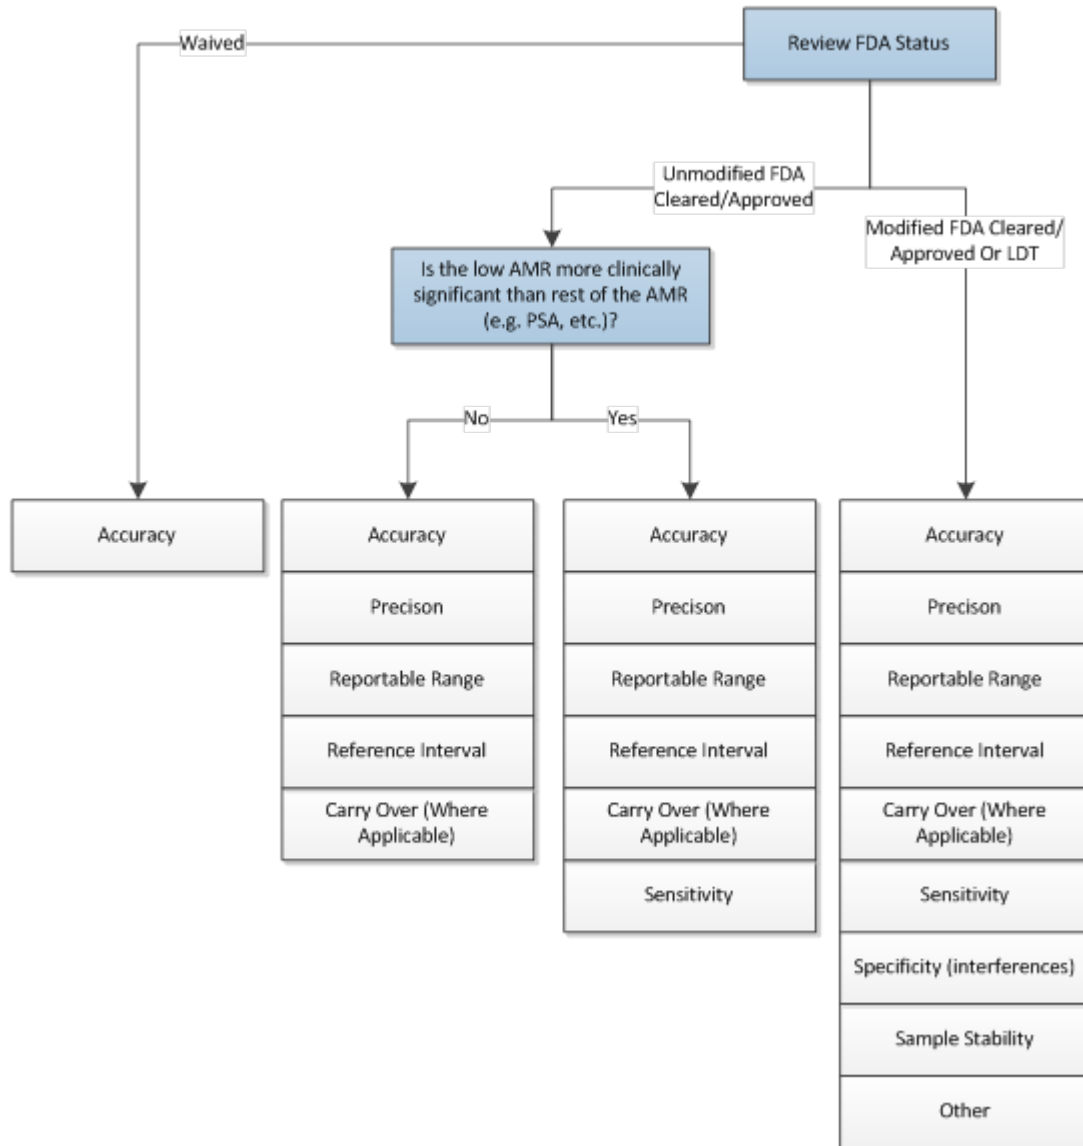 Waived
Review FDA Status
Unmodified FDA
Cleared/Approved
Modified FDA Cleared/
Approved Or LDT
Is the low AMR more clinically
significant than rest of the AMR
(e.g. PSA, etc.)?
No
Yes
Accuracy
Accuracy
Precison
Reportable Range
Reference Interval
Carry Over (Where
Applicable)
Accuracy
Precison
Reportable Range
Reference Interval
Carry Over (Where
Applicable)
Sensitivity
Accuracy
Precison
Reportable Range
Reference Interval
Carry Over (Where
Applicable)
Sensitivity
Specificity (interferences)
Sample Stability
Other